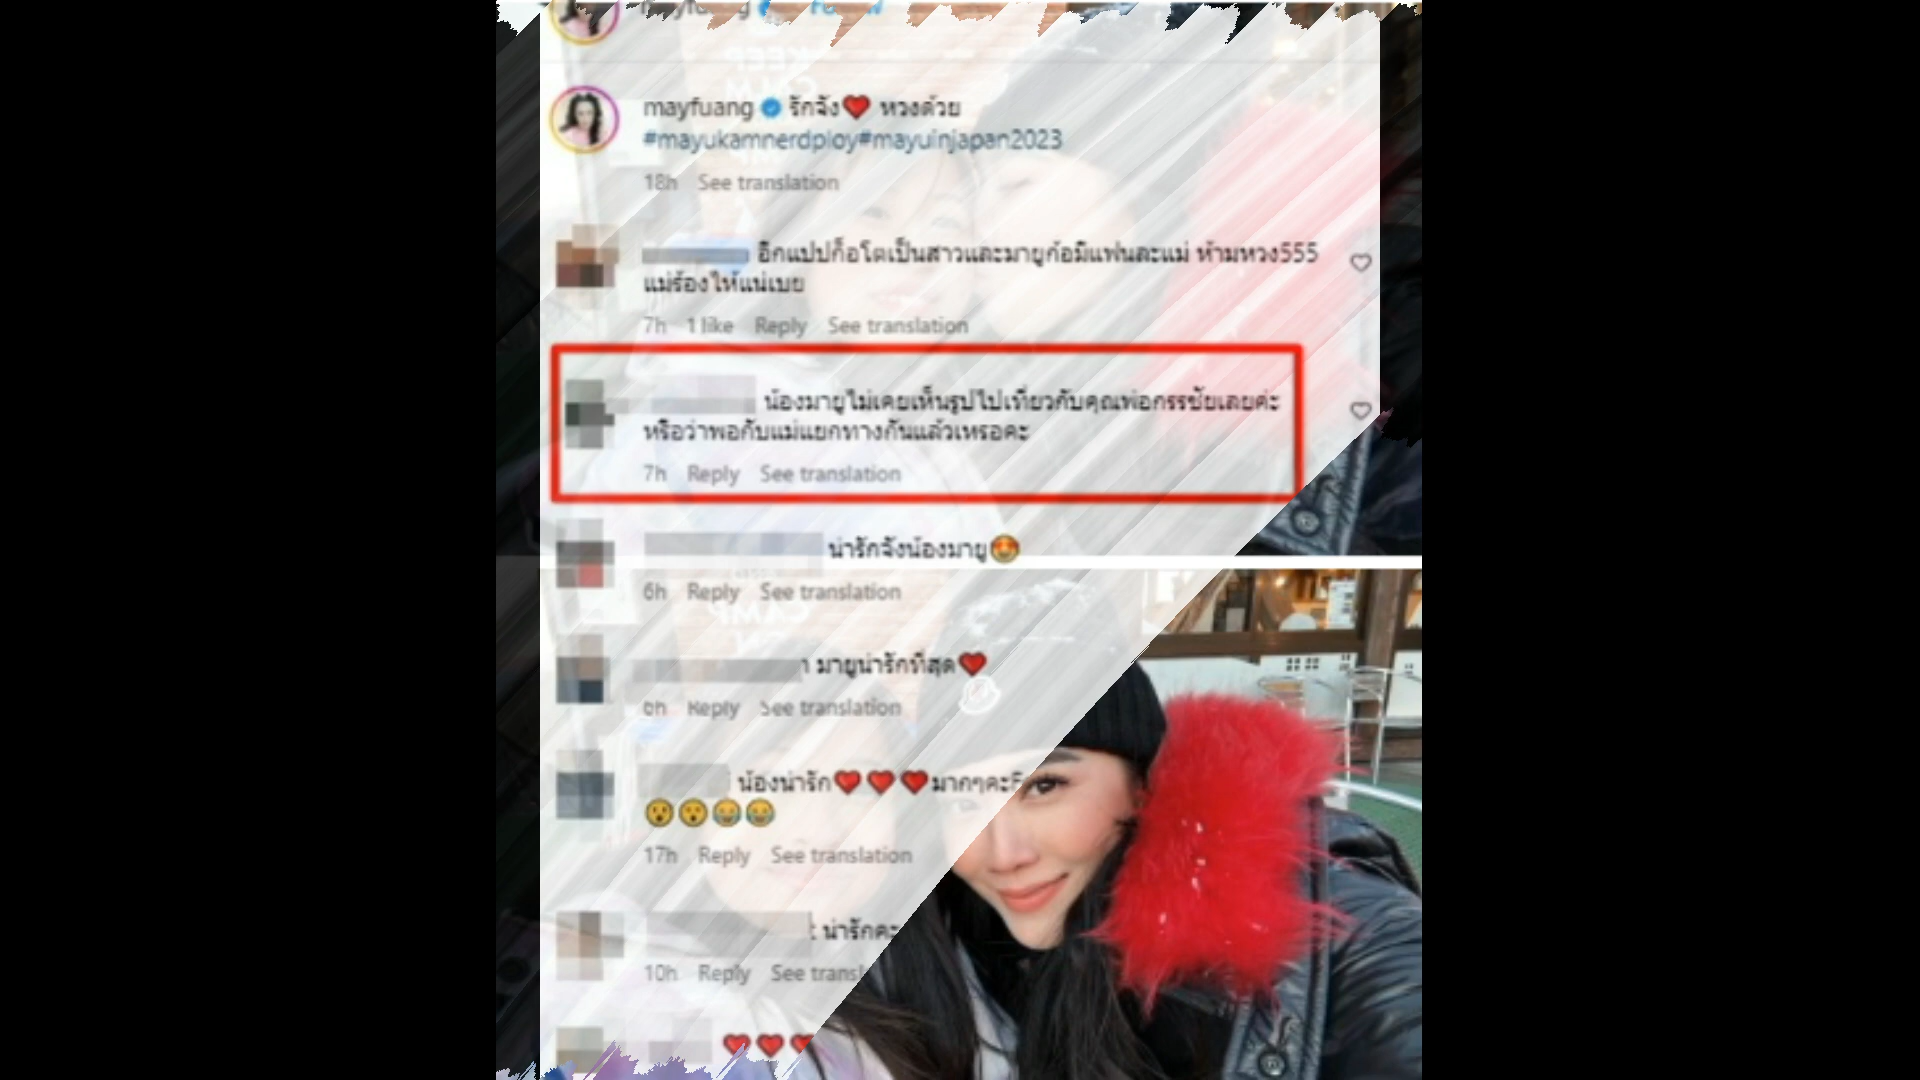 mayfuang รักจัง❤️ หวงด้วย
#mayukamnerdploy#mayuinjapan2023
18h See translation
อีกแปปก็อโตเป็นสาวและมายูก้อมีแฟนละแม่ ห้ามหวง555
แม่ร้องให้แน่เบย
7h 1 like Reply See translation
น้องมายูไม่เคยเห็นรูปไปเที่ยวกับคุณพ่อกรรชัยเลยค่ะ
หรือว่าพอกับแม่แยกทางกันแล้วเหรอคะ
7h Reply See translation
น่ารักจังน้องมายู😍
6h Reply See translation
มายูน่ารักที่สุด❤️
6h Reply See translation
น้องน่ารัก❤️❤️❤️มากๆคะ
😮😮😂😂
17h Reply See translation
น่ารักคะ
10h Reply See transl
❤️❤️❤️